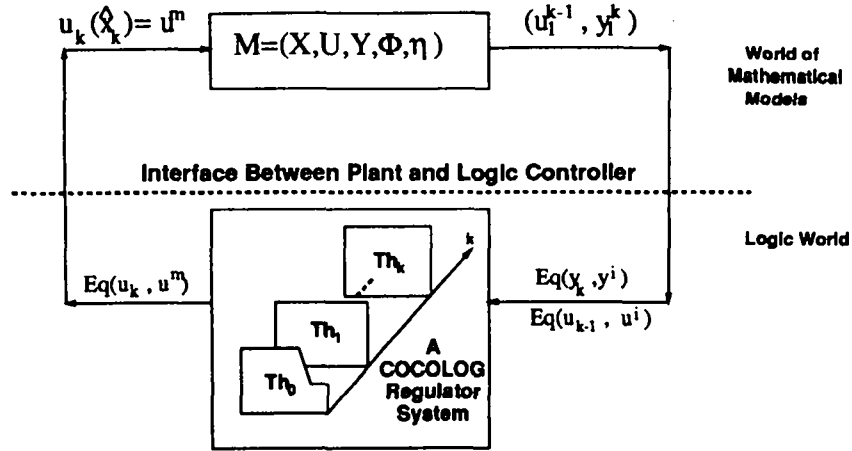 u_k(x̂_k)= u^m
M=(X,U,Y,Φ,η)
(u_1^{k-1}, y_1^k)
World of
Mathematical
Models
Interface Between Plant and Logic Controller
Logic World
k
Th_k
Eq(u_k, u^m)
Eq(y_k, y^i)
Eq(u_{k-1}, u^i)
Th_1
Th_0
A
COCOLOG
Regulator
System